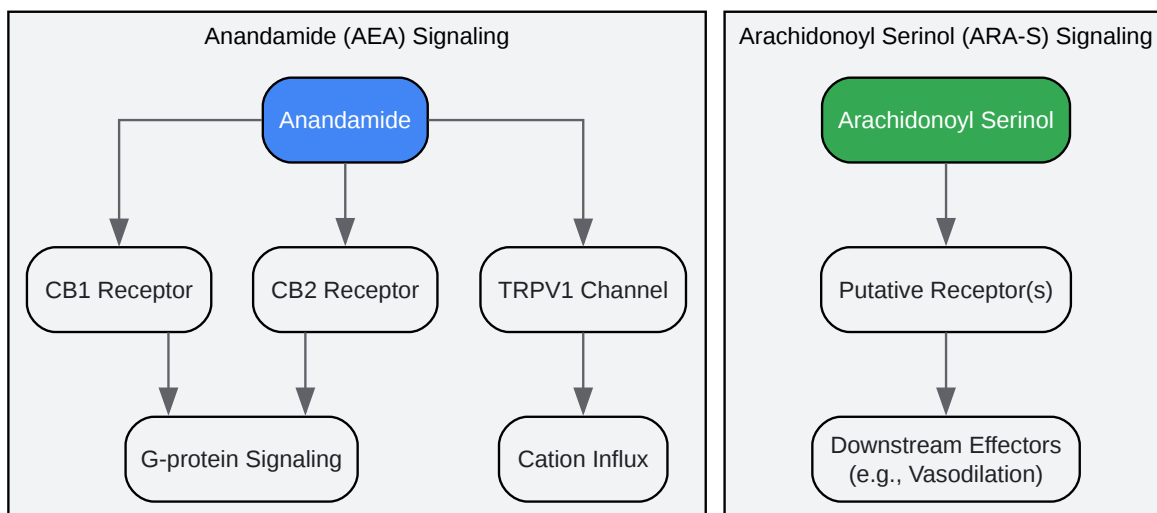 Anandamide (AEA) Signaling
Anandamide
CB1 Receptor
CB2 Receptor
TRPV1 Channel
G-protein Signaling
Cation Influx
Arachidonoyl Serinol (ARA-S) Signaling
Arachidonoyl Serinol
Putative Receptor(s)
Downstream Effectors
(e.g., Vasodilation)